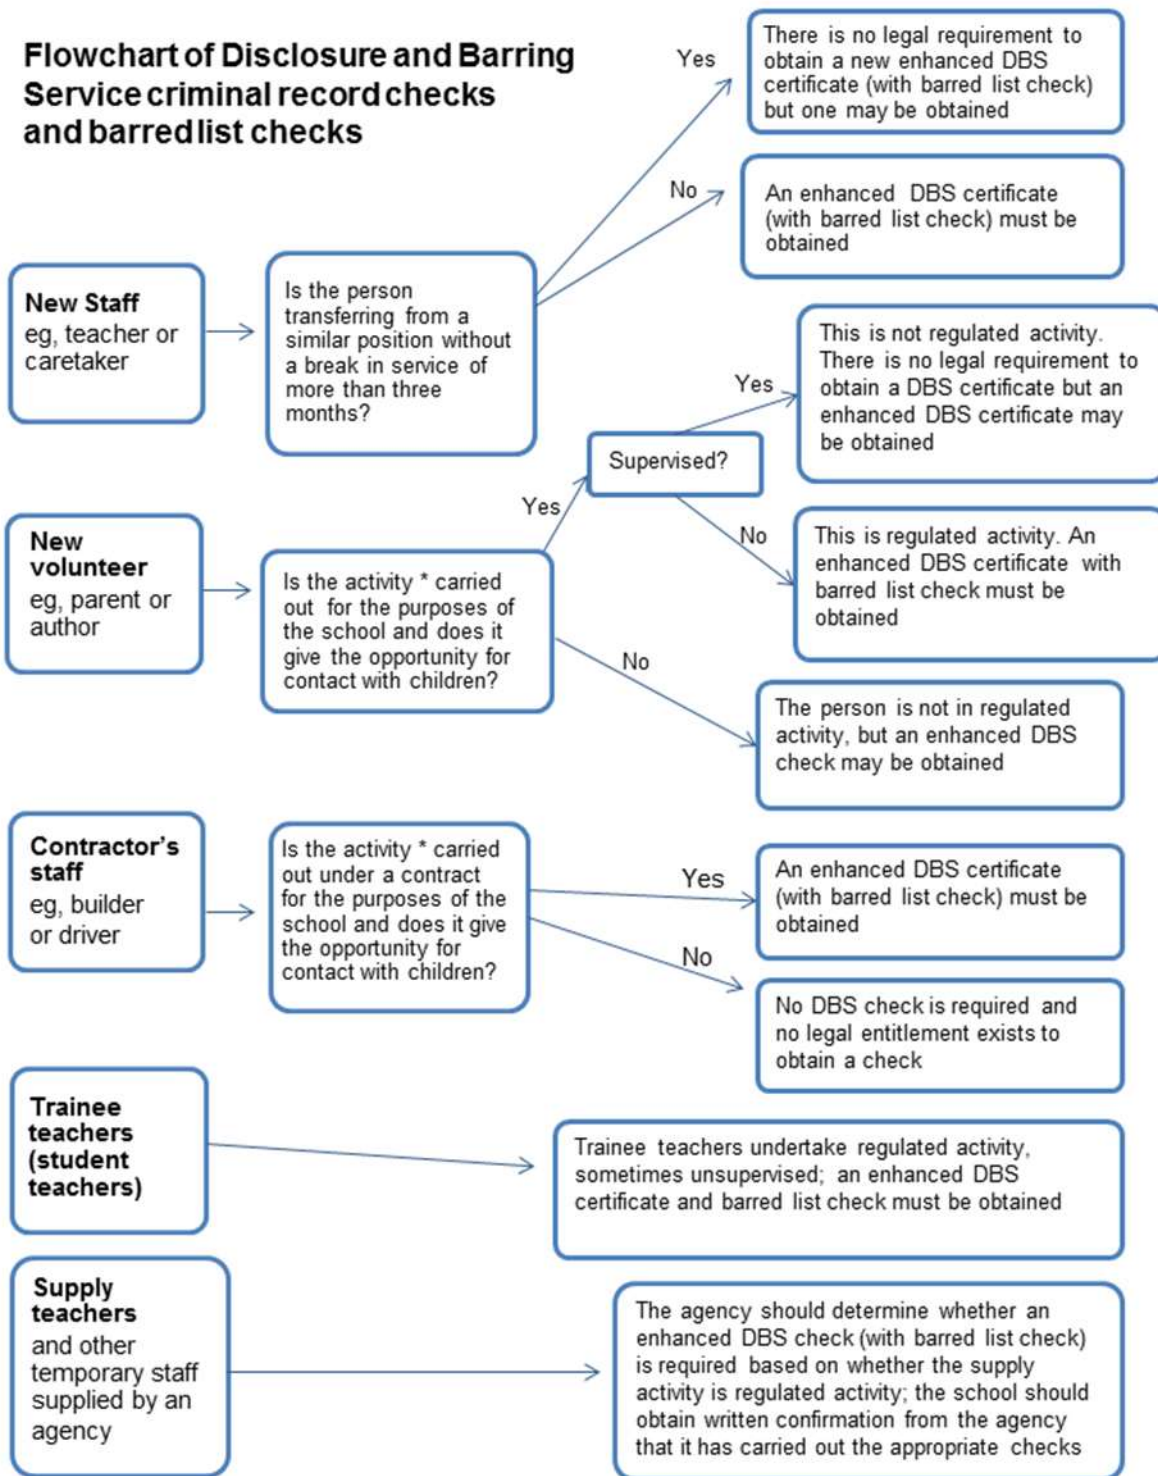 Flowchart of Disclosure and Barring
Service criminal record checks
and barred list checks
Yes
There is no legal requirement to
obtain a new enhanced DBS
certificate (with barred list check)
but one may be obtained
No
An enhanced DBS certificate
(with barred list check) must be
obtained
New Staff
eg, teacher or
caretaker
Is the person
transferring from a
similar position without
a break in service of
more than three
months?
Yes
This is not regulated activity.
There is no legal requirement to
obtain a DBS certificate but an
enhanced DBS certificate may
be obtained
Supervised?
Yes
No
This is regulated activity. An
enhanced DBS certificate with
barred list check must be
obtained
New
volunteer
eg, parent or
author
Is the activity * carried
out for the purposes of
the school and does it
give the opportunity for
contact with children?
No
The person is not in regulated
activity, but an enhanced DBS
check may be obtained
Contractor's
staff
eg, builder
or driver
Is the activity * carried
out under a contract
for the purposes of the
school and does it give
the opportunity for
contact with children?
Yes
An enhanced DBS certificate
(with barred list check) must be
obtained
No
No DBS check is required and
no legal entitlement exists to
obtain a check
Trainee
teachers
(student
teachers)
Trainee teachers undertake regulated activity,
sometimes unsupervised; an enhanced DBS
certificate and barred list check must be obtained
Supply
teachers
and other
temporary staff
supplied by an
agency
The agency should determine whether an
enhanced DBS check (with barred list check)
is required based on whether the supply
activity is regulated activity; the school should
obtain written confirmation from the agency
that it has carried out the appropriate checks